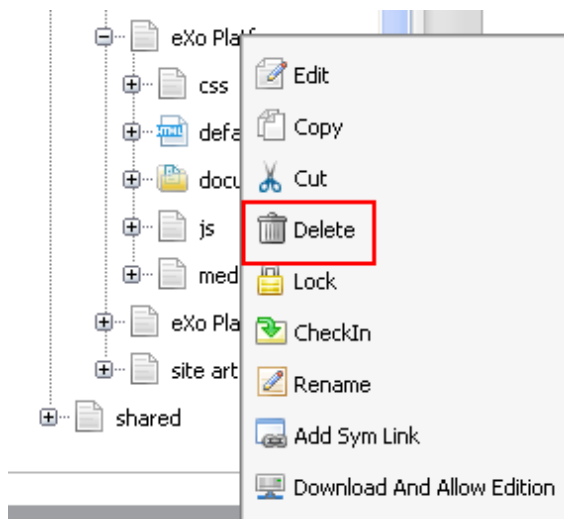 eXo Pla
css
defa
docu
js
med
eXo Pla
site art
shared
Edit
Copy
Cut
Delete
Lock
CheckIn
Rename
Add Sym Link
Download And Allow Edition